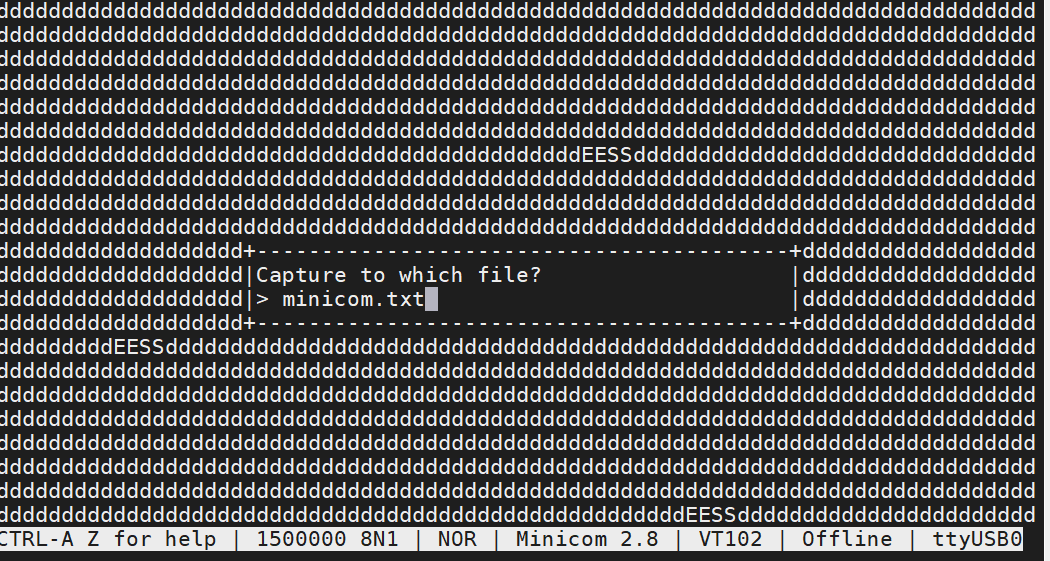 dddddddddddddddddddddddddddddddddddddddddddddddddddddddddddddddddddddddddddddddd
dddddddddddddddddddddddddddddddddddddddddddddddddddddddddddddddddddddddddddddddd
dddddddddddddddddddddddddddddddddddddddddddddddddddddddddddddddddddddddddddddddd
dddddddddddddddddddddddddddddddddddddddddddddddddddddddddddddddddddddddddddddddd
dddddddddddddddddddddddddddddddddddddddddddddddddddddddddddddddddddddddddddddddd
dddddddddddddddddddddddddddddddddddddddddddddddddddddddddddddddddddddddddddddddd
dddddddddddddddddddddddddddddddddddddddddddddEESSddddddddddddddddddddddddddddddd
dddddddddddddddddddddddddddddddddddddddddddddddddddddddddddddddddddddddddddddddd
dddddddddddddddddddddddddddddddddddddddddddddddddddddddddddddddddddddddddddddddd
dddddddddddddddddddddddddddddddddddddddddddddddddddddddddddddddddddddddddddddddd
ddddddddddddddddddd+-----------------------------------------+dddddddddddddddddd
ddddddddddddddddddd|Capture to which file?                   |dddddddddddddddddd
ddddddddddddddddddd|> minicom.txt                            |dddddddddddddddddd
ddddddddddddddddddd+-----------------------------------------+dddddddddddddddddd
dddddddddEESSddddddddddddddddddddddddddddddddddddddddddddddddddddddddddddddddddd
dddddddddddddddddddddddddddddddddddddddddddddddddddddddddddddddddddddddddddddddd
dddddddddddddddddddddddddddddddddddddddddddddddddddddddddddddddddddddddddddddddd
dddddddddddddddddddddddddddddddddddddddddddddddddddddddddddddddddddddddddddddddd
dddddddddddddddddddddddddddddddddddddddddddddddddddddddddddddddddddddddddddddddd
dddddddddddddddddddddddddddddddddddddddddddddddddddddddddddddddddddddddddddddddd
dddddddddddddddddddddddddddddddddddddddddddddddddddddddddddddddddddddddddddddddd
dddddddddddddddddddddddddddddddddddddddddddddddddddddEESSddddddddddddddddddddddd
CTRL-A Z for help | 1500000 8N1 | NOR | Minicom 2.8 | VT102 | Offline | ttyUSB0